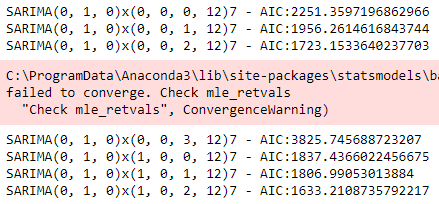 SARIMA(0, 1, 0)x(0, 0, 0, 12)7 - AIC:2251.3597196862966
SARIMA(0, 1, 0)x(0, 0, 1, 12)7 - AIC:1956.2614616843744
SARIMA(0, 1, 0)x(0, 0, 2, 12)7 - AIC:1723.1533640237703
C:\ProgramData\Anaconda3\lib\site-packages\statsmodels\ba
failed to converge. Check mle_retvals
"Check mle_retvals", ConvergenceWarning)
SARIMA(0, 1, 0)x(0, 0, 3, 12)7 - AIC:3825.745688723207
SARIMA(0, 1, 0)x(1, 0, 0, 12)7 - AIC:1837.4366022456675
SARIMA(0, 1, 0)x(1, 0, 1, 12)7 - AIC:1806.99053013884
SARIMA(0, 1, 0)x(1, 0, 2, 12)7 - AIC:1633.2108735792217